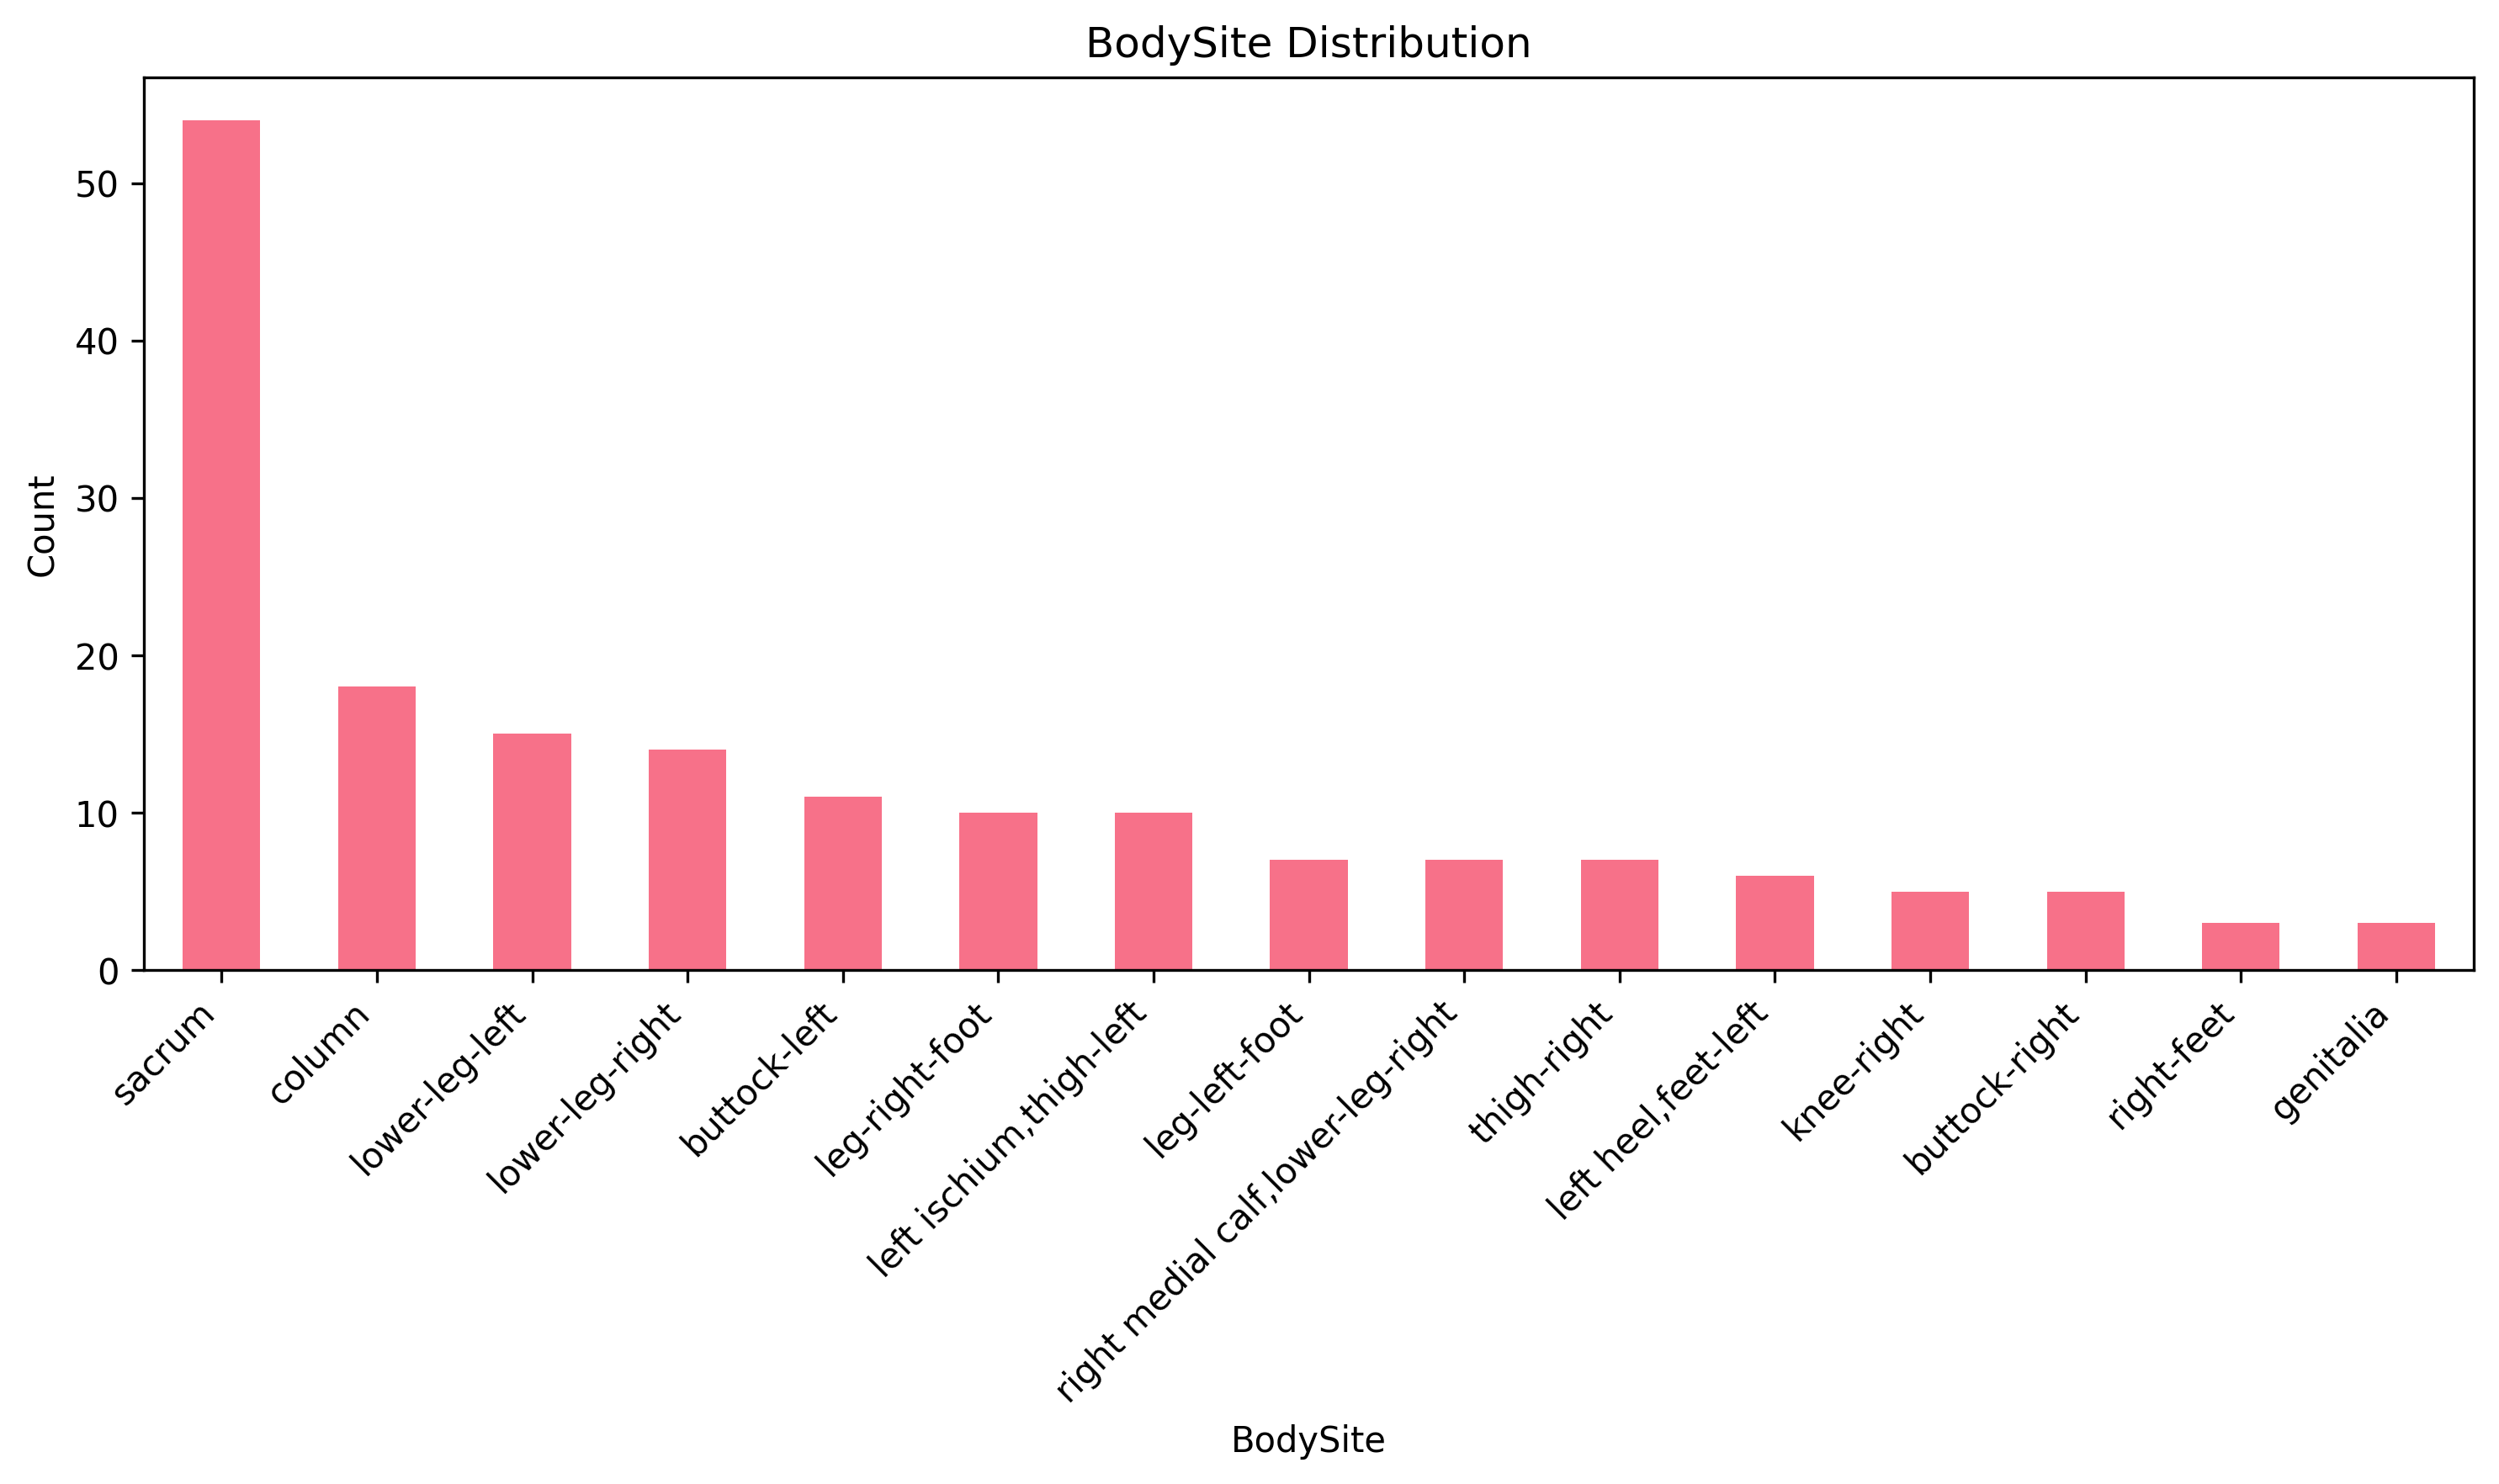 BodySite Distribution
Count
50
40
30
20
10
0
sacrum
column
lower-leg-left
lower-leg-right
buttock-left
leg-right-foot
left ischium,thigh-left
leg-left-foot
right medial calf,lower-leg-right
thigh-right
left heel,feet-left
knee-right
buttock-right
right-feet
genitalia
BodySite